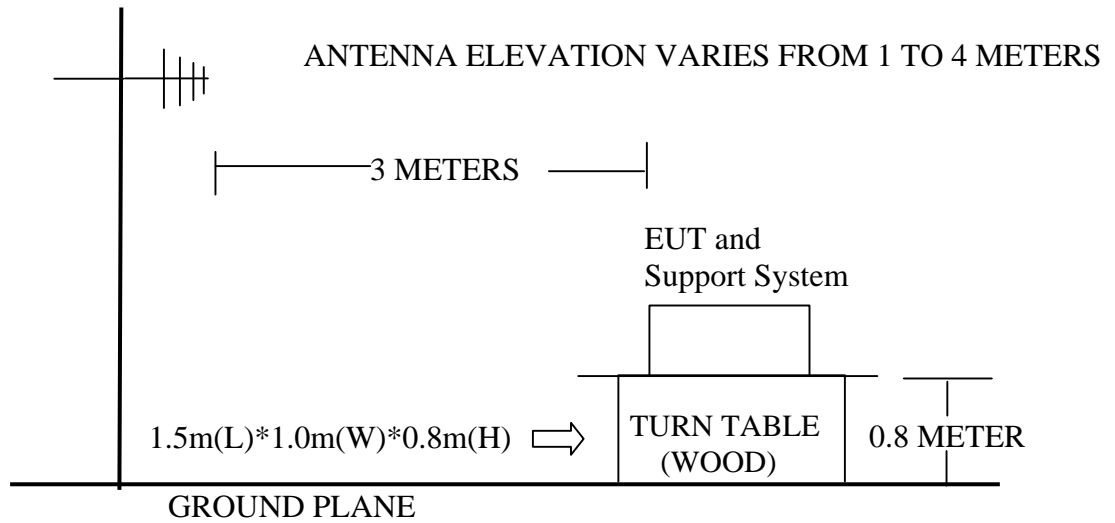 ANTENNA ELEVATION VARIES FROM 1 TO 4 METERS
3 METERS
EUT and
Support System
1.5m(L)*1.0m(W)*0.8m(H)
TURN TABLE
(WOOD)
0.8 METER
GROUND PLANE